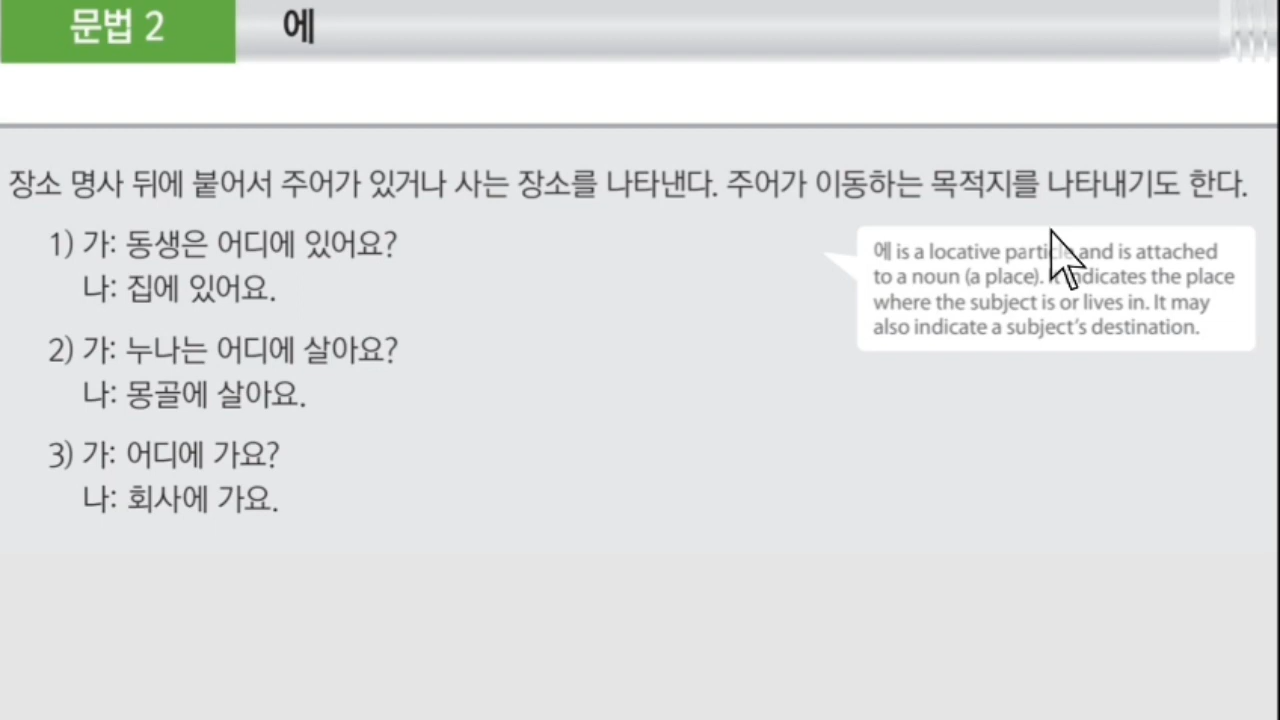 문법 2
에
장소 명사 뒤에 붙어서 주어가 있거나 사는 장소를 나타낸다. 주어가 이동하는 목적지를 나타내기도 한다.
1) 가: 동생은 어디에 있어요?
나: 집에 있어요.
2) 가: 누나는 어디에 살아요?
나: 몽골에 살아요.
3) 가: 어디에 가요?
나: 회사에 가요.
에 is a locative particle and is attached
to a noun (a place). It indicates the place
where the subject is or lives in. It may
also indicate a subject's destination.